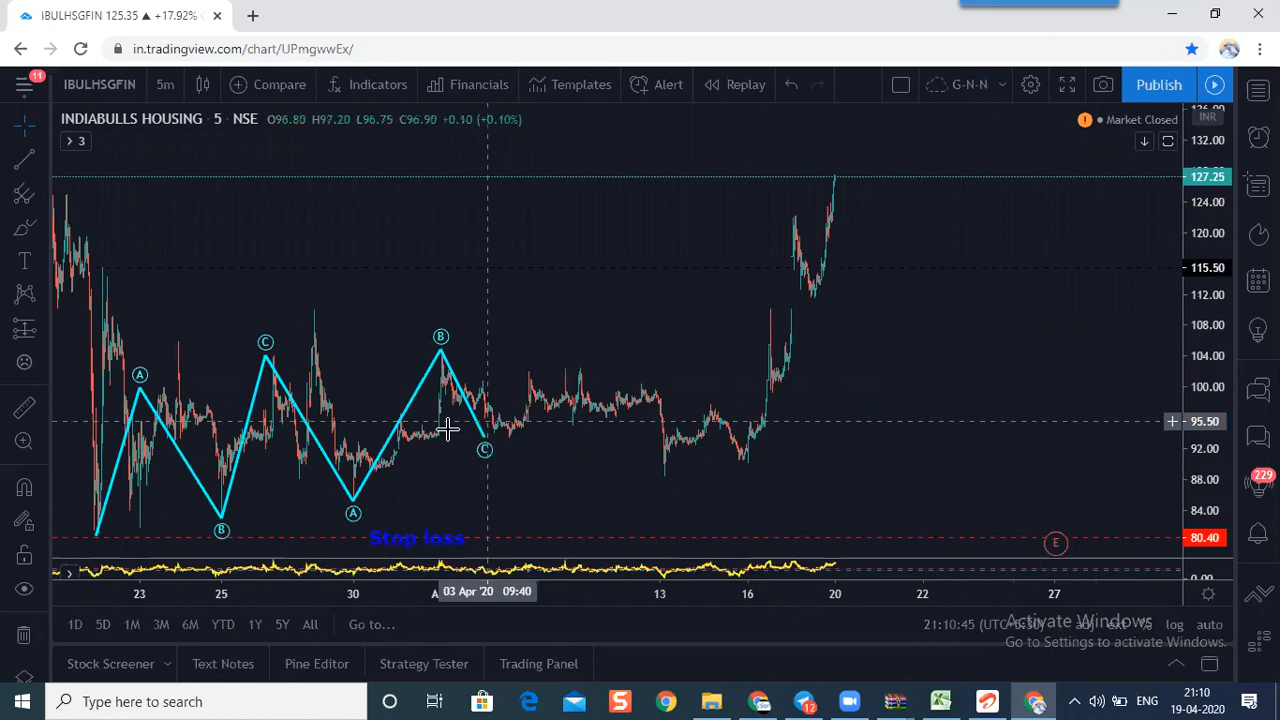 IBULHSGFIN 125.35 ▲ +17.92%
in.tradingview.com/chart/UPmgwwEx/
11
IBULHSGFIN 5m Compare Indicators Financials Templates Alert Replay G-N-N Publish
INDIABULLS HOUSING · 5 · NSE O96.80 H97.20 L96.75 C96.90 +0.10 (+0.10%)
Market Closed
INR
3
132.00
127.25
124.00
120.00
115.50
112.00
108.00
104.00
100.00
95.50
92.00
88.00
84.00
80.40
A B C A B C
Stop loss
E
229
23 25 30 03 Apr '20 09:40 13 16 20 22 27
1D 5D 1M 3M 6M YTD 1Y 5Y All Go to... 21:10:45 log auto
Activate Windows
Go to Settings to activate Windows.
Stock Screener Text Notes Pine Editor Strategy Tester Trading Panel
Type here to search
12
ENG
21:10
19-04-2020